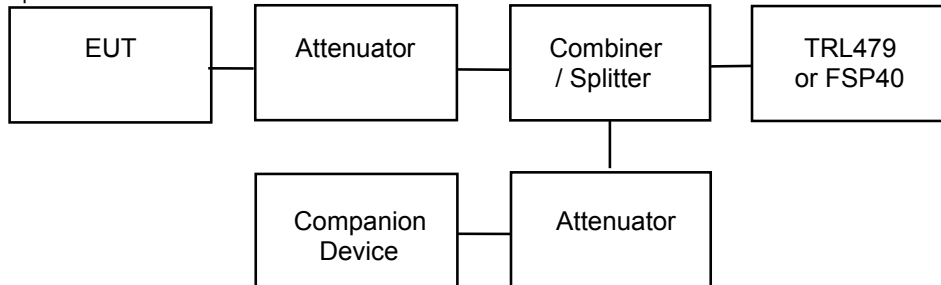 EUT
Attenuator
Combiner
/ Splitter
TRL479
or FSP40
Companion
Device
Attenuator